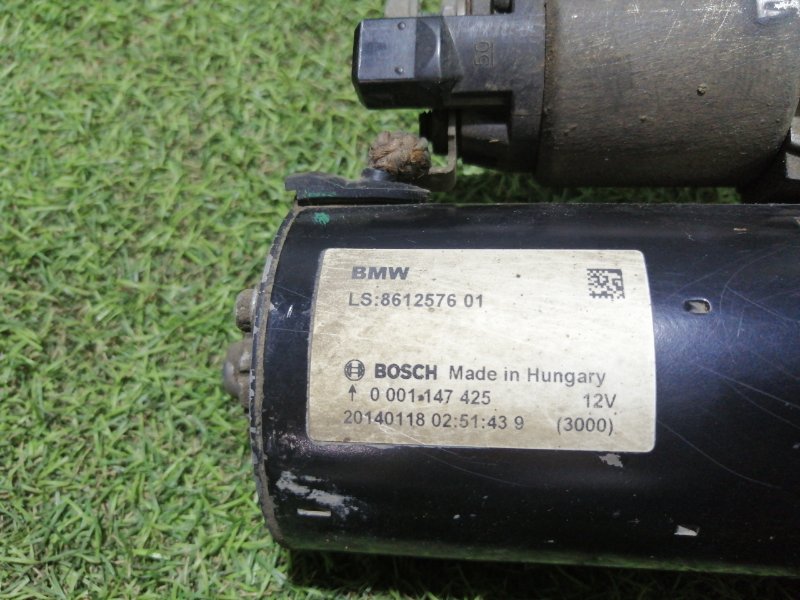 50
BMW
LS:8612576 01
BOSCH Made in Hungary
↑ 0 001 147 425 12V
20140118 02:51:43 9 (3000)